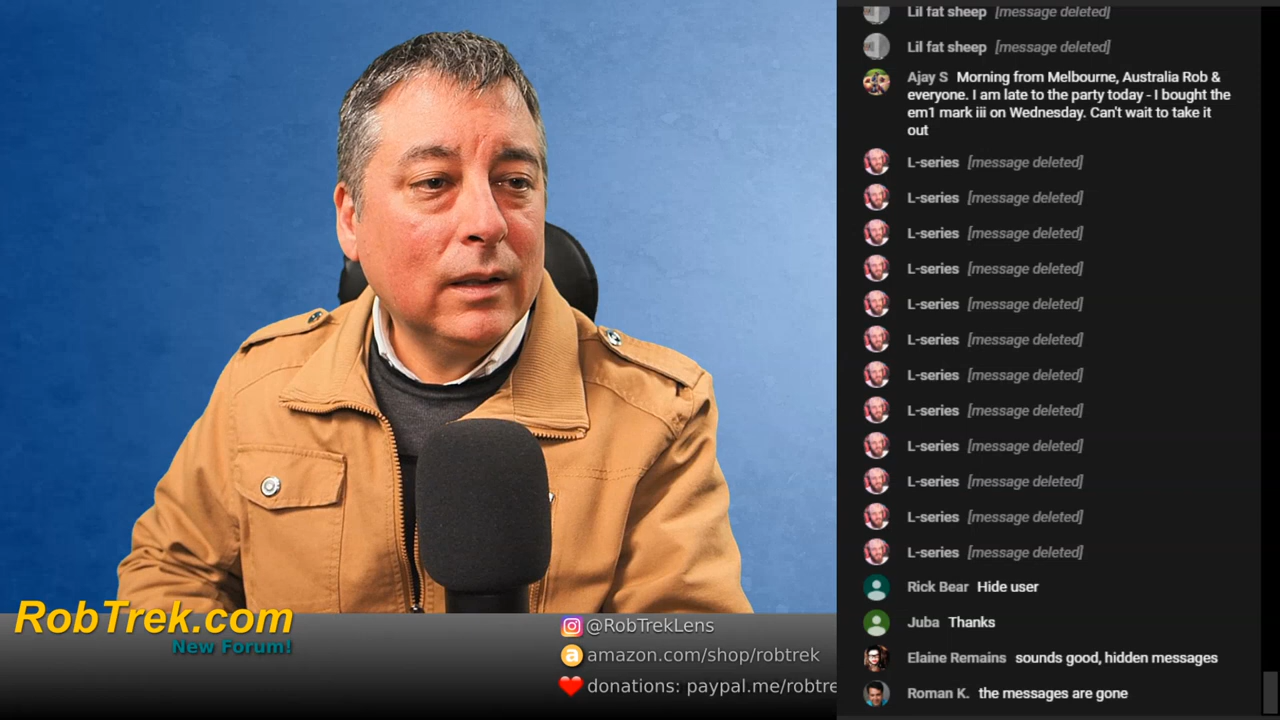 RobTrek.com
New Forum!
@RobTrekLens
amazon.com/shop/robtrek
donations: paypal.me/robtre
Lil fat sheep [message deleted]
Lil fat sheep [message deleted]
Ajay S Morning from Melbourne, Australia Rob &
everyone. I am late to the party today - I bought the
em1 mark iii on Wednesday. Can't wait to take it
out
L-series [message deleted]
L-series [message deleted]
L-series [message deleted]
L-series [message deleted]
L-series [message deleted]
L-series [message deleted]
L-series [message deleted]
L-series [message deleted]
L-series [message deleted]
L-series [message deleted]
L-series [message deleted]
L-series [message deleted]
Rick Bear Hide user
Juba Thanks
Elaine Remains sounds good, hidden messages
Roman K. the messages are gone